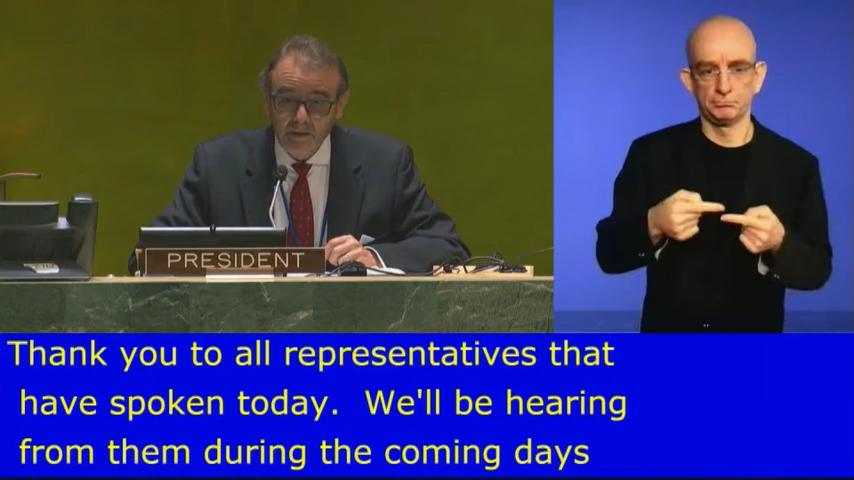 PRESIDENT
Thank you to all representatives that
have spoken today.  We'll be hearing
from them during the coming days